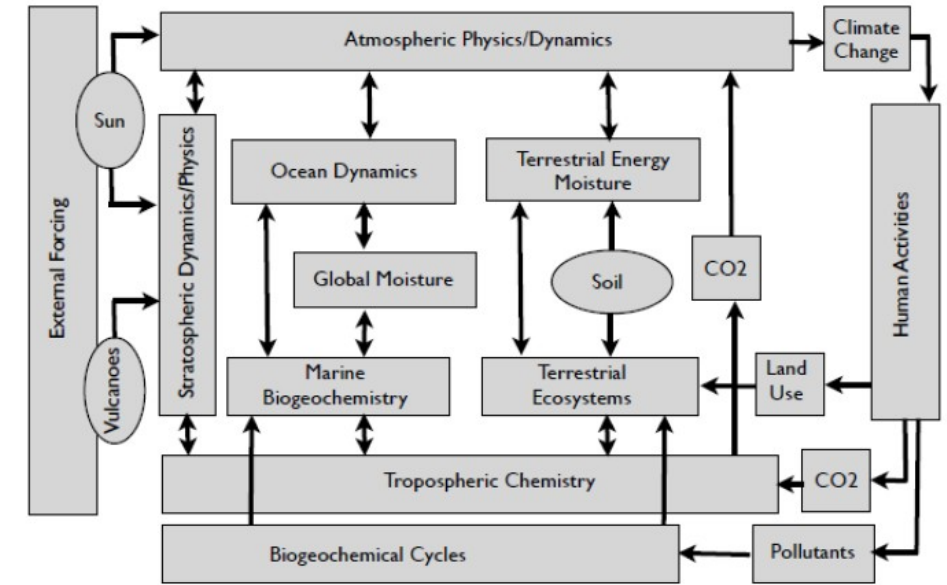 Atmospheric Physics/Dynamics
Climate
Change
Sun
External Forcing
Stratospheric Dynamics/Physics
Ocean Dynamics
Terrestrial Energy
Moisture
Global Moisture
Soil
CO2
Human Activities
Vulcanoes
Marine
Biogeochemistry
Terrestrial
Ecosystems
Land
Use
Tropospheric Chemistry
CO2
Biogeochemical Cycles
Pollutants